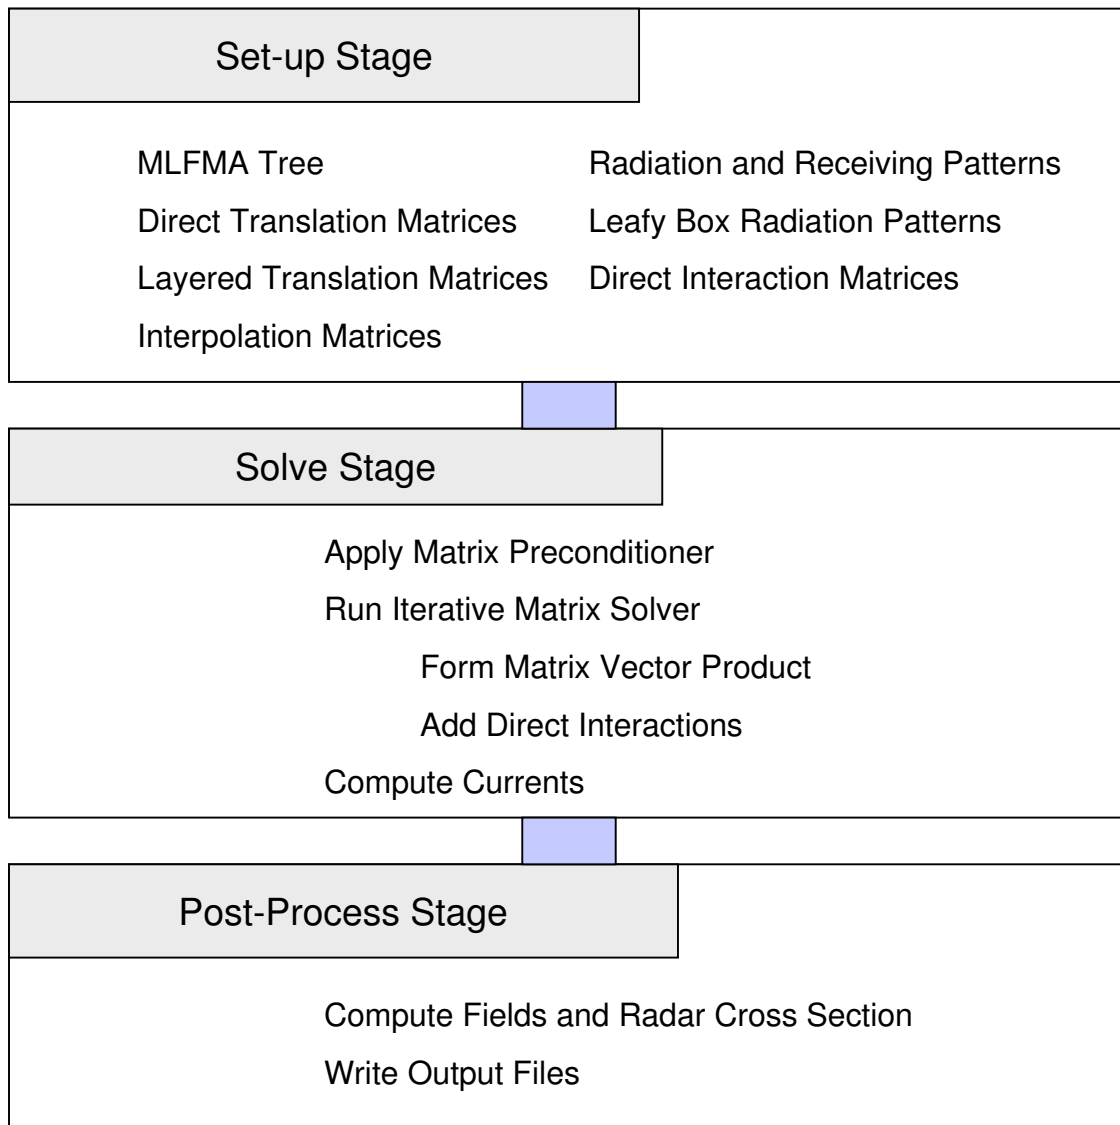 Set-up Stage
MLFMA Tree
Direct Translation Matrices
Layered Translation Matrices
Interpolation Matrices
Radiation and Receiving Patterns
Leafy Box Radiation Patterns
Direct Interaction Matrices
Solve Stage
Apply Matrix Preconditioner
Run Iterative Matrix Solver
Form Matrix Vector Product
Add Direct Interactions
Compute Currents
Post-Process Stage
Compute Fields and Radar Cross Section
Write Output Files